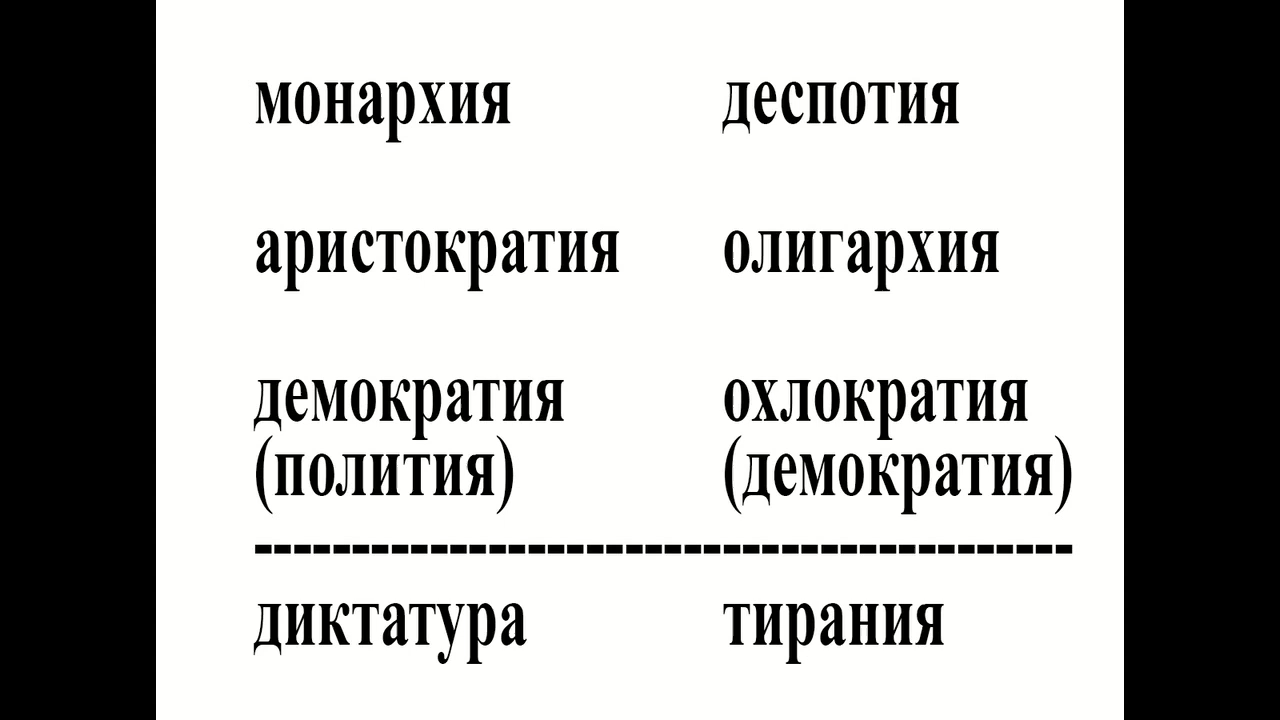 монархия деспотия
аристократия олигархия
демократия охлократия
(полития) (демократия)
------------------------------------------
диктатура тирания